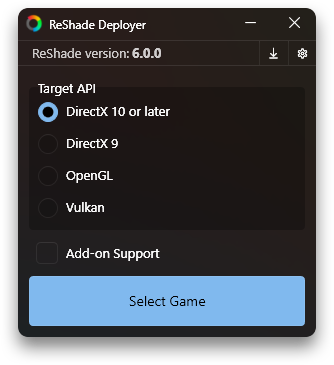 ReShade Deployer
ReShade version: 6.0.0
Target API
DirectX 10 or later
DirectX 9
OpenGL
Vulkan
Add-on Support
Select Game